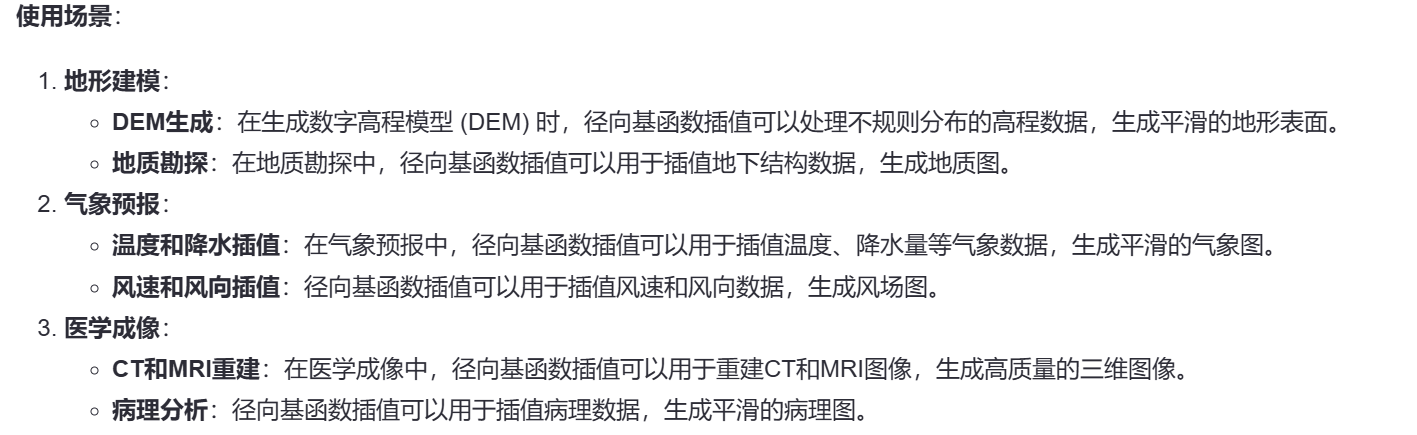 使用场景：
1. 地形建模：
◦ DEM生成：在生成数字高程模型 (DEM) 时，径向基函数插值可以处理不规则分布的高程数据，生成平滑的地形表面。
◦ 地质勘探：在地质勘探中，径向基函数插值可以用于插值地下结构数据，生成地质图。
2. 气象预报：
◦ 温度和降水插值：在气象预报中，径向基函数插值可以用于插值温度、降水量等气象数据，生成平滑的气象图。
◦ 风速和风向插值：径向基函数插值可以用于插值风速和风向数据，生成风场图。
3. 医学成像：
◦ CT和MRI重建：在医学成像中，径向基函数插值可以用于重建CT和MRI图像，生成高质量的三维图像。
◦ 病理分析：径向基函数插值可以用于插值病理数据，生成平滑的病理图。